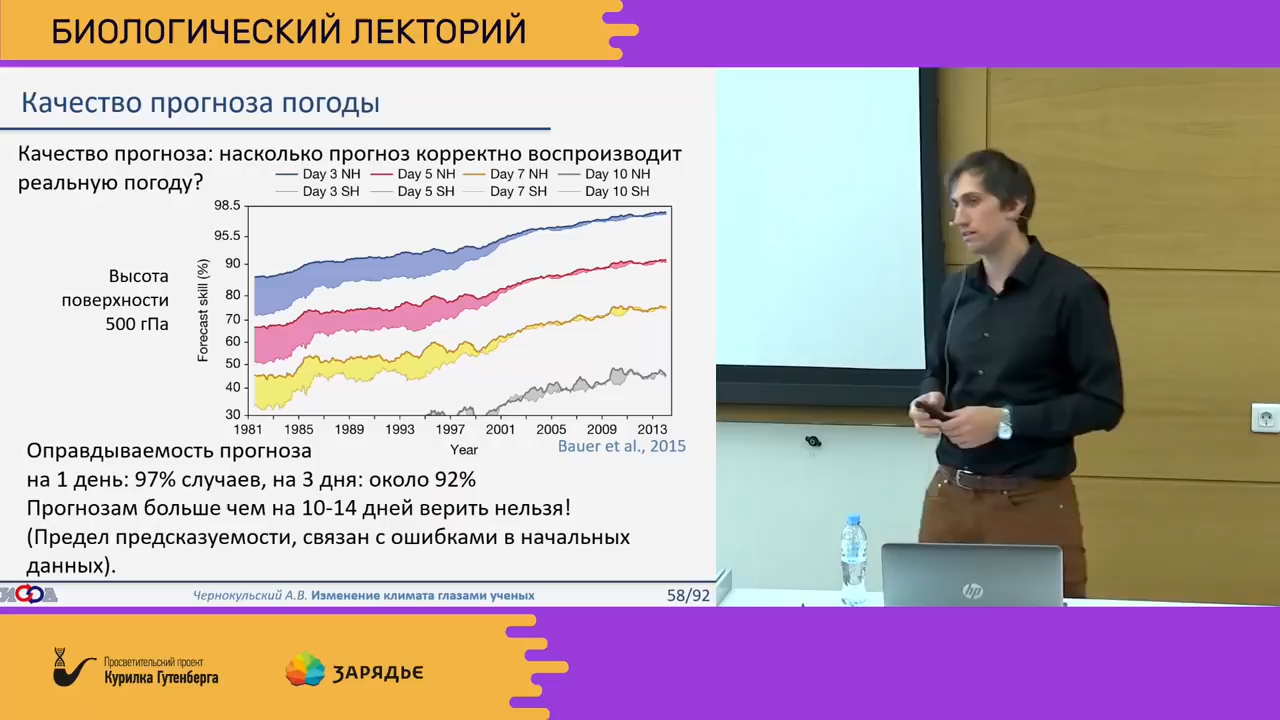 БИОЛОГИЧЕСКИЙ ЛЕКТОРИЙ
Качество прогноза погоды
Качество прогноза: насколько прогноз корректно воспроизводит
реальную погоду?
Day 3 NH Day 5 NH Day 7 NH Day 10 NH
Day 3 SH Day 5 SH Day 7 SH Day 10 SH
Высота
поверхности
500 гПа
Forecast skill (%)
98.5
95.5
90
80
70
60
50
40
30
1981 1985 1989 1993 1997 2001 2005 2009 2013
Year
Bauer et al., 2015
Оправдываемость прогноза
на 1 день: 97% случаев, на 3 дня: около 92%
Прогнозам больше чем на 10-14 дней верить нельзя!
(Предел предсказуемости, связан с ошибками в начальных
данных).
ИФА
Чернокульский А.В. Изменение климата глазами ученых
58/92
hp
Просветительский проект
Курилка Гутенберга
ЗАРЯДЬЕ